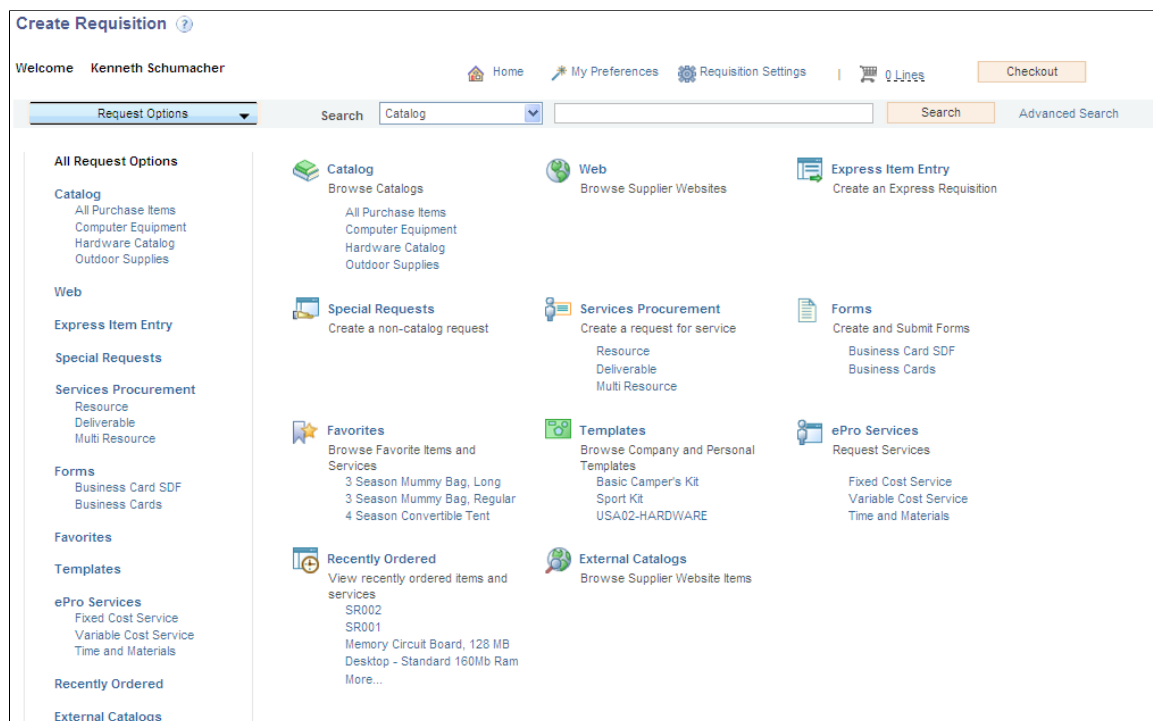 Create Requisition ?
Welcome Kenneth Schumacher
Home
My Preferences
Requisition Settings
|
0 Lines
Checkout
Request Options
Search
Catalog
Search
Advanced Search
All Request Options
Catalog
All Purchase Items
Computer Equipment
Hardware Catalog
Outdoor Supplies
Web
Express Item Entry
Special Requests
Services Procurement
Resource
Deliverable
Multi Resource
Forms
Business Card SDF
Business Cards
Favorites
Templates
ePro Services
Fixed Cost Service
Variable Cost Service
Time and Materials
Recently Ordered
External Catalogs
Catalog
Browse Catalogs
All Purchase Items
Computer Equipment
Hardware Catalog
Outdoor Supplies
Web
Browse Supplier Websites
Express Item Entry
Create an Express Requisition
Special Requests
Create a non-catalog request
Services Procurement
Create a request for service
Resource
Deliverable
Multi Resource
Forms
Create and Submit Forms
Business Card SDF
Business Cards
Favorites
Browse Favorite Items and
Services
3 Season Mummy Bag, Long
3 Season Mummy Bag, Regular
4 Season Convertible Tent
Templates
Browse Company and Personal
Templates
Basic Camper's Kit
Sport Kit
USA02-HARDWARE
ePro Services
Request Services
Fixed Cost Service
Variable Cost Service
Time and Materials
Recently Ordered
View recently ordered items and
services
SR002
SR001
Memory Circuit Board, 128 MB
Desktop - Standard 160Mb Ram
More...
External Catalogs
Browse Supplier Website Items